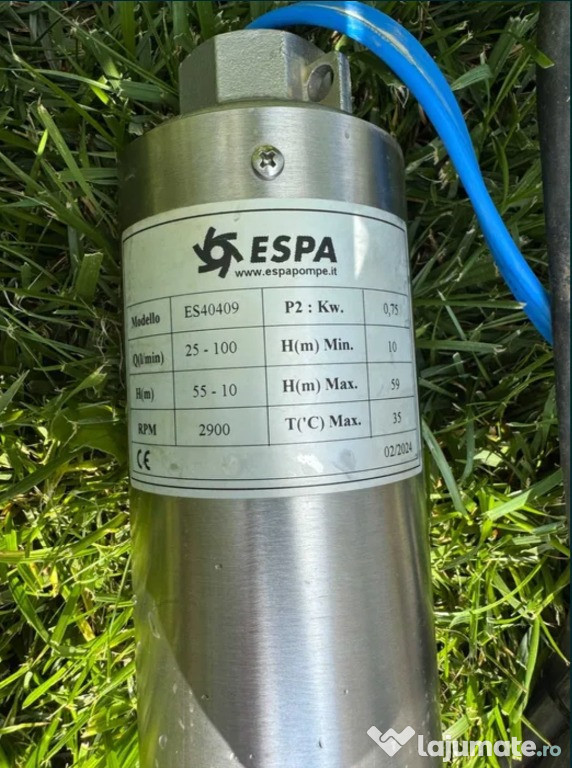 ESPA
www.espapompe.it
Modello ES40409 P2 : Kw. 0,75
Q(l/min) 25 - 100 H(m) Min. 10
H(m) 55 - 10 H(m) Max. 59
RPM 2900 T('C) Max. 35
CE 02/2024
lajumate.ro